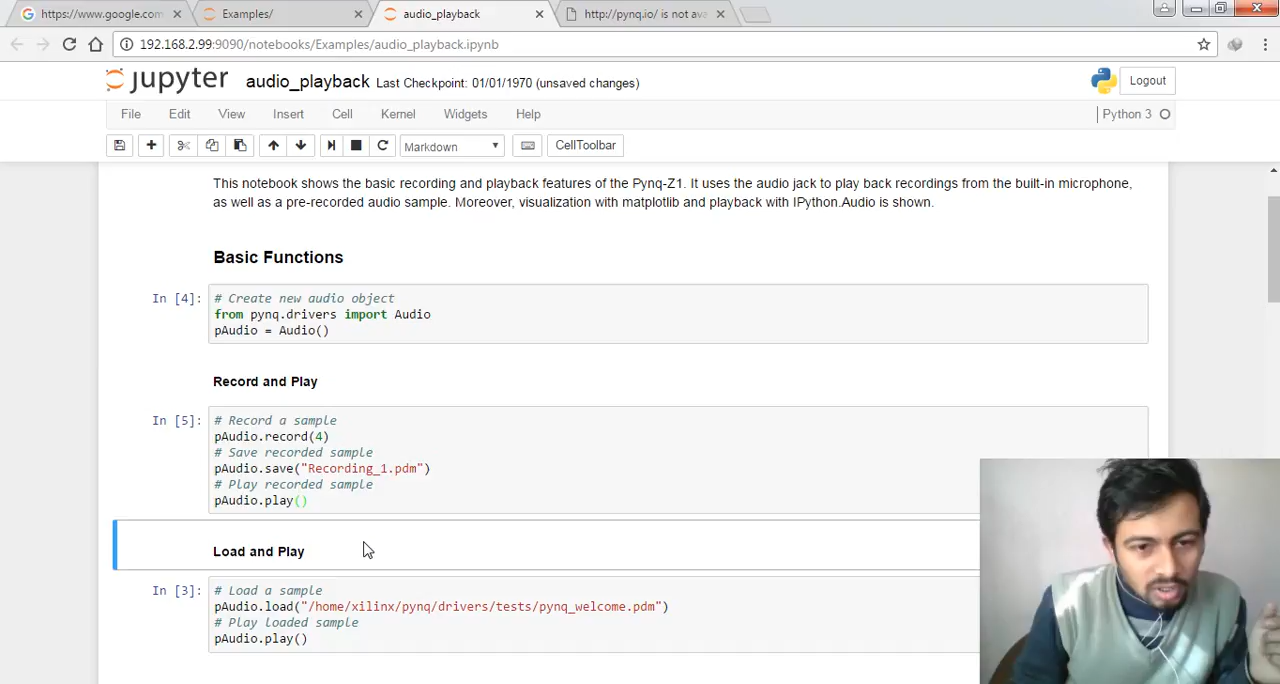 https://www.google.com
Examples/
audio_playback
http://pynq.io/ is not ava
192.168.2.99:9090/notebooks/Examples/audio_playback.ipynb
jupyter audio_playback Last Checkpoint: 01/01/1970 (unsaved changes)
Logout
File Edit View Insert Cell Kernel Widgets Help
Python 3
Markdown
CellToolbar
This notebook shows the basic recording and playback features of the Pynq-Z1. It uses the audio jack to play back recordings from the built-in microphone,
as well as a pre-recorded audio sample. Moreover, visualization with matplotlib and playback with IPython.Audio is shown.
Basic Functions
In [4]:
# Create new audio object
from pynq.drivers import Audio
pAudio = Audio()
Record and Play
In [5]:
# Record a sample
pAudio.record(4)
# Save recorded sample
pAudio.save("Recording_1.pdm")
# Play recorded sample
pAudio.play()
Load and Play
In [3]:
# Load a sample
pAudio.load("/home/xilinx/pynq/drivers/tests/pynq_welcome.pdm")
# Play loaded sample
pAudio.play()